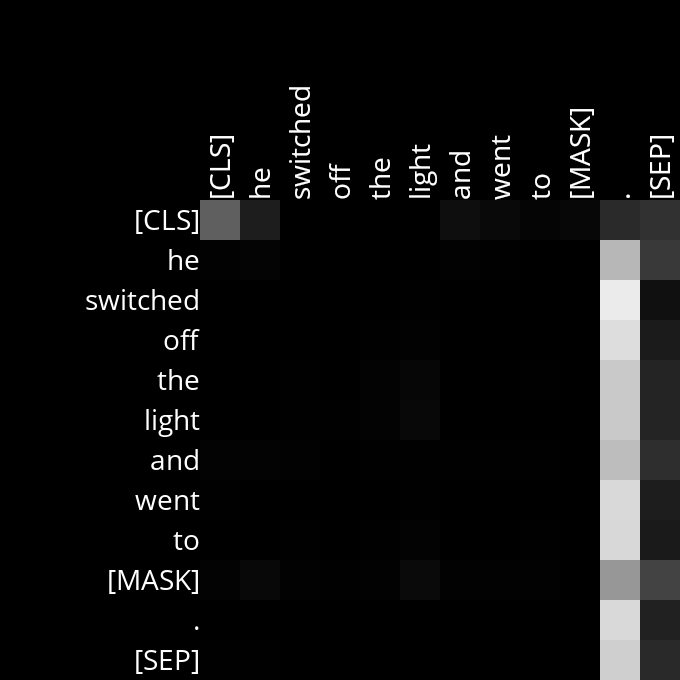 [CLS] he switched off the light and went to [MASK] . [SEP]
[CLS]
he
switched
off
the
light
and
went
to
[MASK]
.
[SEP]